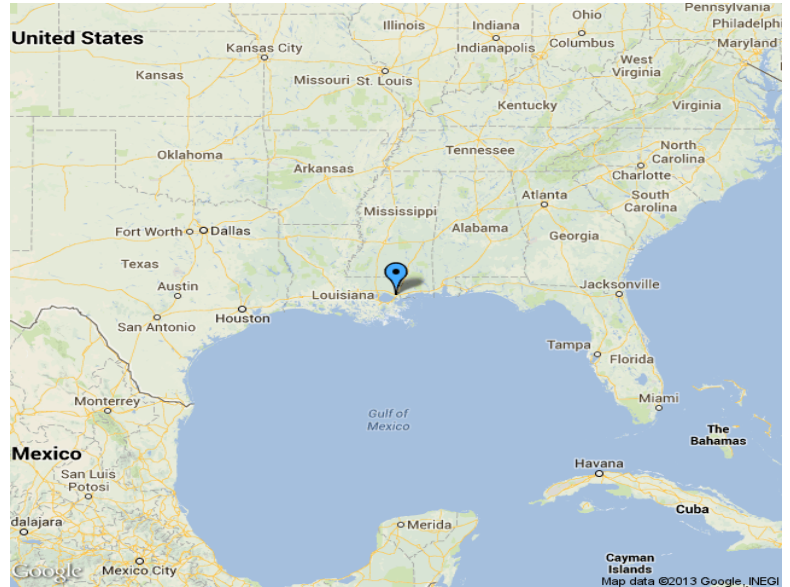 Pennsylvania
Ohio
Illinois
Indiana
Philadelph
United States
Columbus
Maryland
Kansas City
Indianapolis
West
Virginia
Kansas
Missouri
St. Louis
Kentucky
Virginia
Oklahoma
Arkansas
Tennessee
North
Carolina
Charlotte
Atlanta
South
Carolina
Mississippi
Alabama
Fort Worth
Dallas
Georgia
Texas
Austin
Louisiana
Jacksonville
San Antonio
Houston
Tampa
Florida
Monterrey
Miami
Gulf of
Mexico
The
Bahamas
Mexico
San Luis
Potosi
Havana
Cuba
dalajara
Merida
Mexico City
Cayman
Islands
Google
Map data ©2013 Google, INEGI